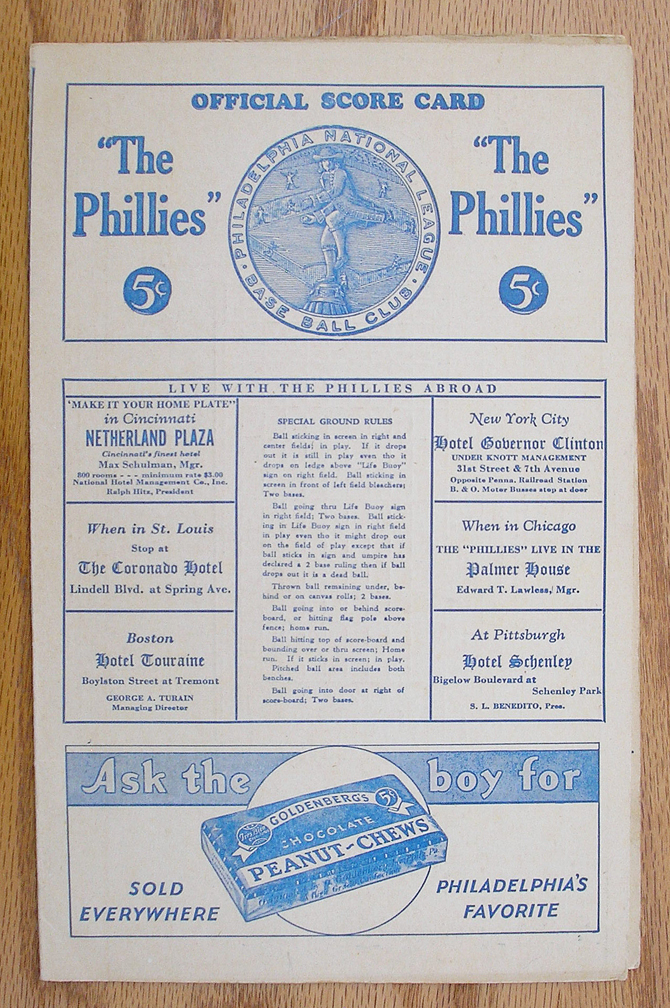 OFFICIAL SCORE CARD
"The
Phillies"
5¢
PHILADELPHIA NATIONAL LEAGUE
· BASE BALL CLUB ·
"The
Phillies"
5¢
LIVE WITH THE PHILLIES ABROAD
"MAKE IT YOUR HOME PLATE"
in Cincinnati
NETHERLAND PLAZA
Cincinnati's finest hotel
Max Schulman, Mgr.
800 rooms - - - minimum rate $3.00
National Hotel Management Co., Inc.
Ralph Hitz, President
When in St. Louis
Stop at
The Coronado Hotel
Lindell Blvd. at Spring Ave.
Boston
Hotel Touraine
Boylston Street at Tremont
GEORGE A. TURAIN
Managing Director
SPECIAL GROUND RULES
Ball sticking in screen in right and
center fields; in play. If it drops
out it is still in play even tho it
drops on ledge above "Life Buoy"
sign on right field. Ball sticking in
screen in front of left field bleachers;
Two bases.
Ball going thru Life Buoy sign
in right field; Two bases. Ball stick-
ing in Life Buoy sign in right field
in play even tho it might drop out
on the field of play except that if
ball sticks in sign and umpire has
declared a 2 base ruling then if ball
drops out it is a dead ball.
Thrown ball remaining under, be-
hind or on canvas rolls; 2 bases.
Ball going into or behind score-
board, or hitting flag pole above
fence; home run.
Ball hitting top of score-board and
bounding over or thru screen; Home
run. If it sticks in screen; in play.
Pitched ball area includes both
benches.
Ball going into door at right of
score-board; Two bases.
New York City
Hotel Governor Clinton
UNDER KNOTT MANAGEMENT
31st Street & 7th Avenue
Opposite Penna. Railroad Station
B. & O. Motor Busses stop at door
When in Chicago
THE "PHILLIES" LIVE IN THE
Palmer House
Edward T. Lawless, Mgr.
At Pittsburgh
Hotel Schenley
Bigelow Boulevard at
Schenley Park
S. L. BENEDITO, Pres.
Ask the boy for
GOLDENBERG'S
5¢
CHOCOLATE
PEANUT-CHEWS
SOLD
EVERYWHERE
PHILADELPHIA'S
FAVORITE